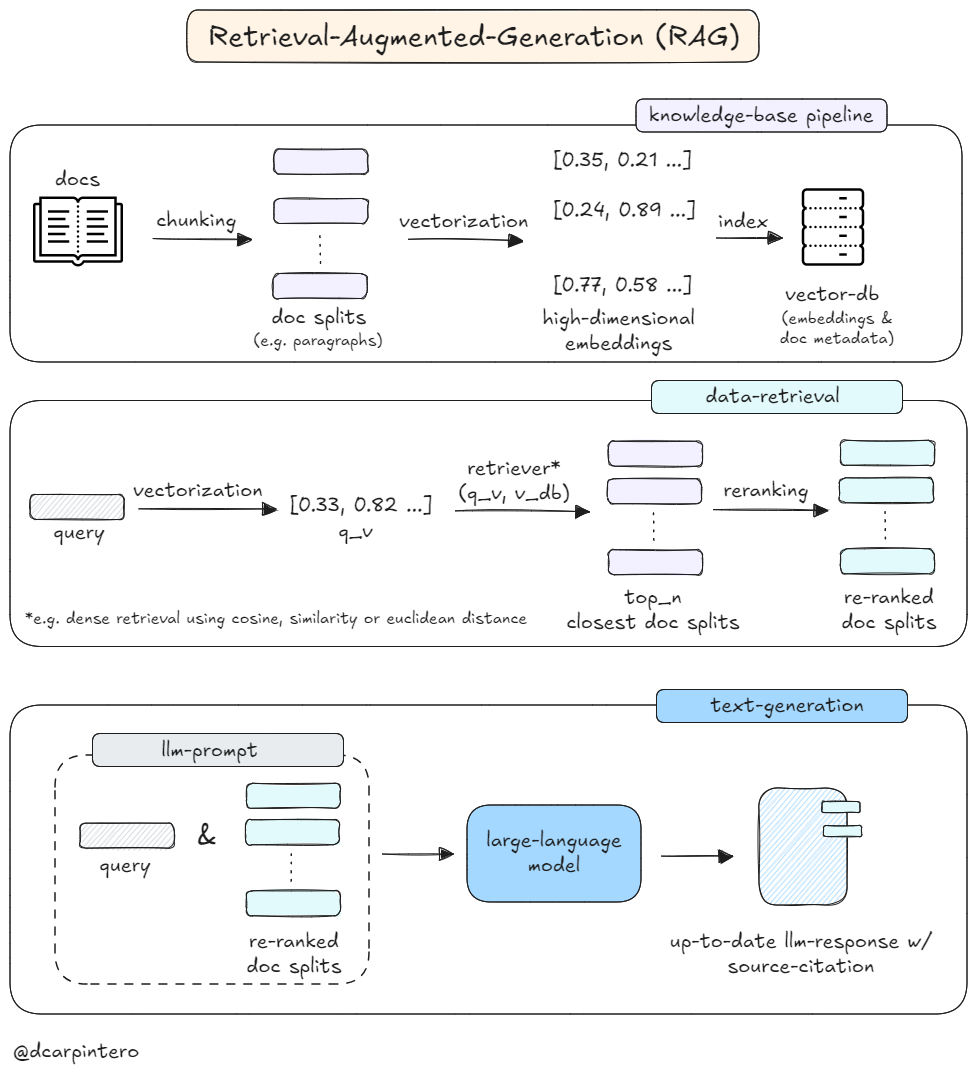 Retrieval-Augmented-Generation (RAG)
knowledge-base pipeline
docs
chunking
doc splits
(e.g. paragraphs)
vectorization
[0.35, 0.21 ...]
[0.24, 0.89 ...]
[0.77, 0.58 ...]
high-dimensional
embeddings
index
vector-db
(embeddings &
doc metadata)
data-retrieval
query
vectorization
[0.33, 0.82 ...]
q_v
retriever*
(q_v, v_db)
top_n
closest doc splits
reranking
re-ranked
doc splits
*e.g. dense retrieval using cosine, similarity or euclidean distance
text-generation
llm-prompt
query
&
re-ranked
doc splits
large-language
model
up-to-date llm-response w/
source-citation
@dcarpintero